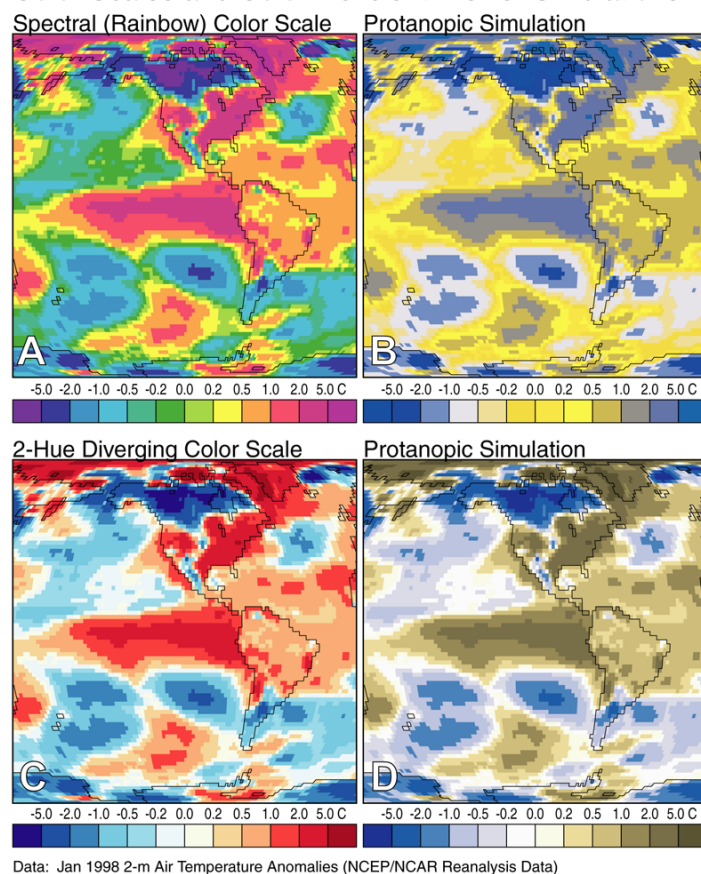 Spectral (Rainbow) Color Scale
Protanopic Simulation
A
B
-5.0 -2.0 -1.0 -0.5 -0.2 0.0 0.2 0.5 1.0 2.0 5.0 C
-5.0 -2.0 -1.0 -0.5 -0.2 0.0 0.2 0.5 1.0 2.0 5.0 C
2-Hue Diverging Color Scale
Protanopic Simulation
C
D
-5.0 -2.0 -1.0 -0.5 -0.2 0.0 0.2 0.5 1.0 2.0 5.0 C
-5.0 -2.0 -1.0 -0.5 -0.2 0.0 0.2 0.5 1.0 2.0 5.0 C
Data: Jan 1998 2-m Air Temperature Anomalies (NCEP/NCAR Reanalysis Data)